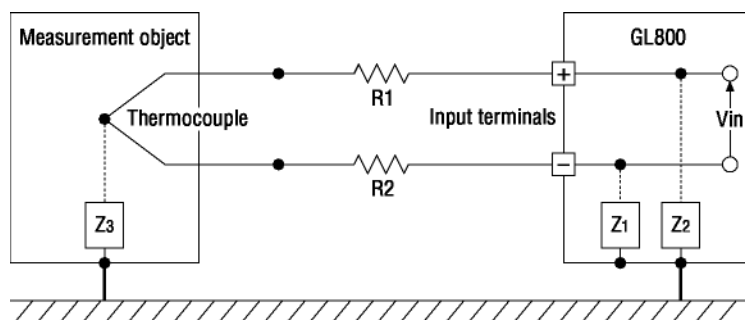 Measurement object
GL800
Thermocouple
R1
Input terminals
+
Vin
−
R2
Z3
Z1
Z2